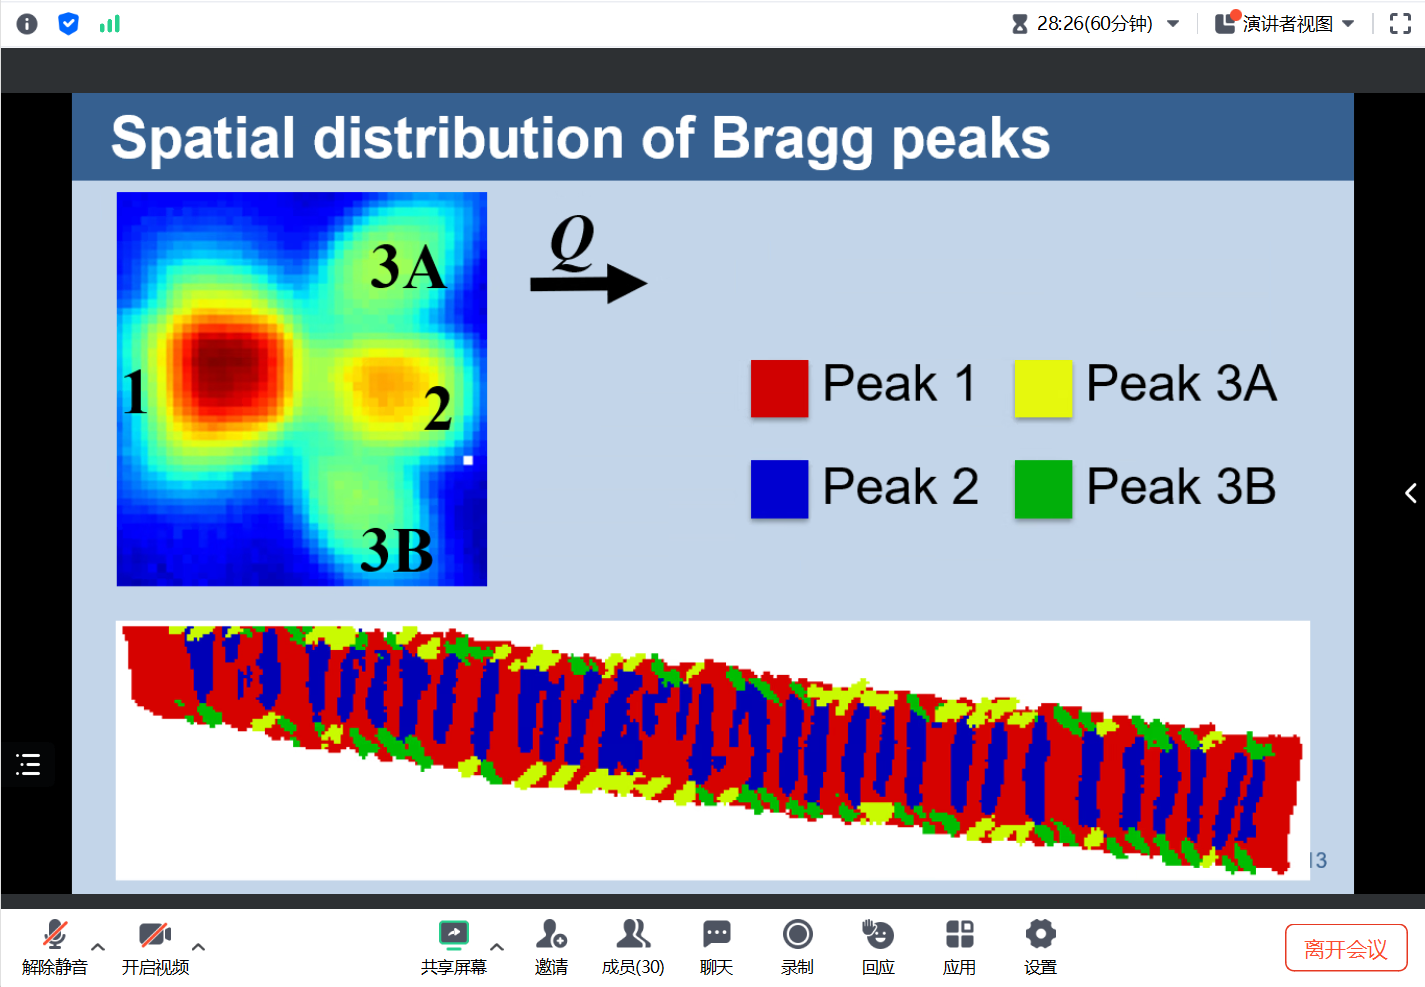 28:26(60分钟)
演讲者视图
Spatial distribution of Bragg peaks
3A
Q
1
2
3B
Peak 1
Peak 3A
Peak 2
Peak 3B
13
解除静音
开启视频
共享屏幕
邀请
成员(30)
聊天
录制
回应
应用
设置
离开会议